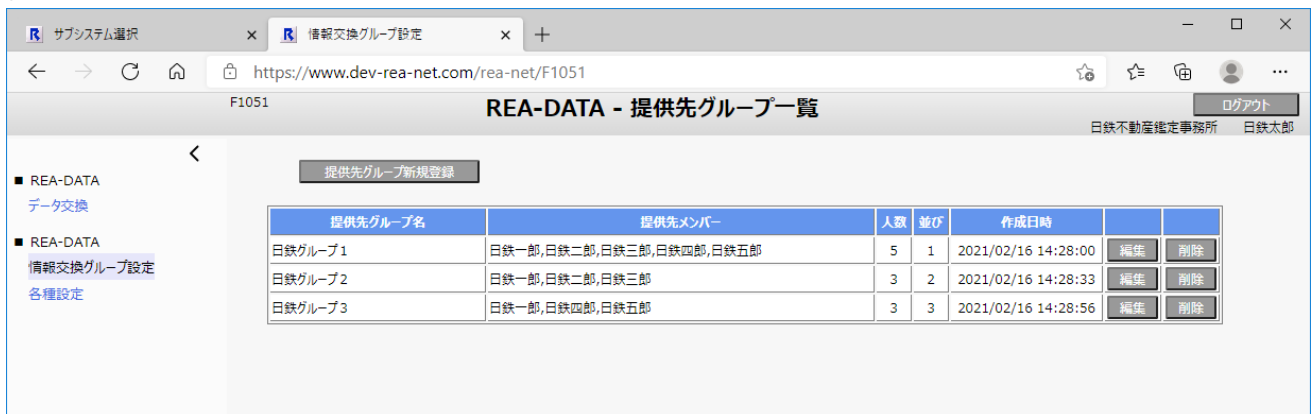 サブシステム選択
情報交換グループ設定
https://www.dev-rea-net.com/rea-net/F1051
F1051
REA-DATA - 提供先グループ一覧
ログアウト
日鉄不動産鑑定事務所 日鉄太郎
■ REA-DATA
データ交換
■ REA-DATA
情報交換グループ設定
各種設定
提供先グループ新規登録
提供先グループ名 提供先メンバー 人数 並び 作成日時
日鉄グループ1 日鉄一郎,日鉄二郎,日鉄三郎,日鉄四郎,日鉄五郎 5 1 2021/02/16 14:28:00 編集 削除
日鉄グループ2 日鉄一郎,日鉄二郎,日鉄三郎 3 2 2021/02/16 14:28:33 編集 削除
日鉄グループ3 日鉄一郎,日鉄四郎,日鉄五郎 3 3 2021/02/16 14:28:56 編集 削除